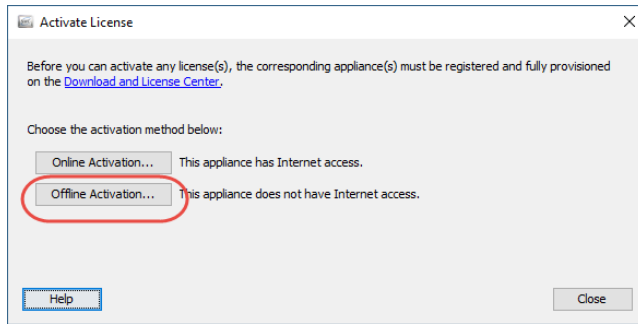 Activate License
Before you can activate any license(s), the corresponding appliance(s) must be registered and fully provisioned
on the Download and License Center.
Choose the activation method below:
Online Activation... This appliance has Internet access.
Offline Activation... This appliance does not have Internet access.
Help Close